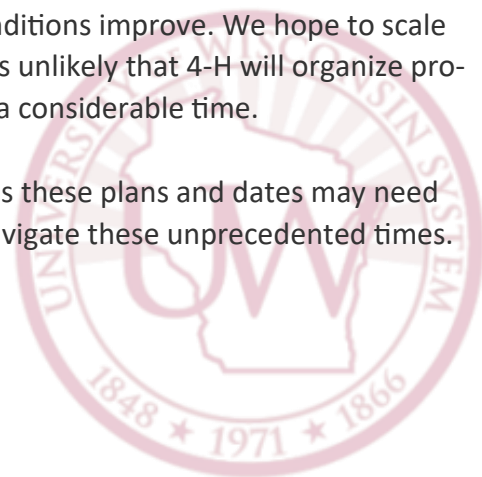 nditions improve. We hope to scale
s unlikely that 4-H will organize pro-
a considerable time.
s these plans and dates may need
vigate these unprecedented times.
UNIVERSITY OF WISCONSIN SYSTEM
UW
1848 ★ 1971 ★ 1866